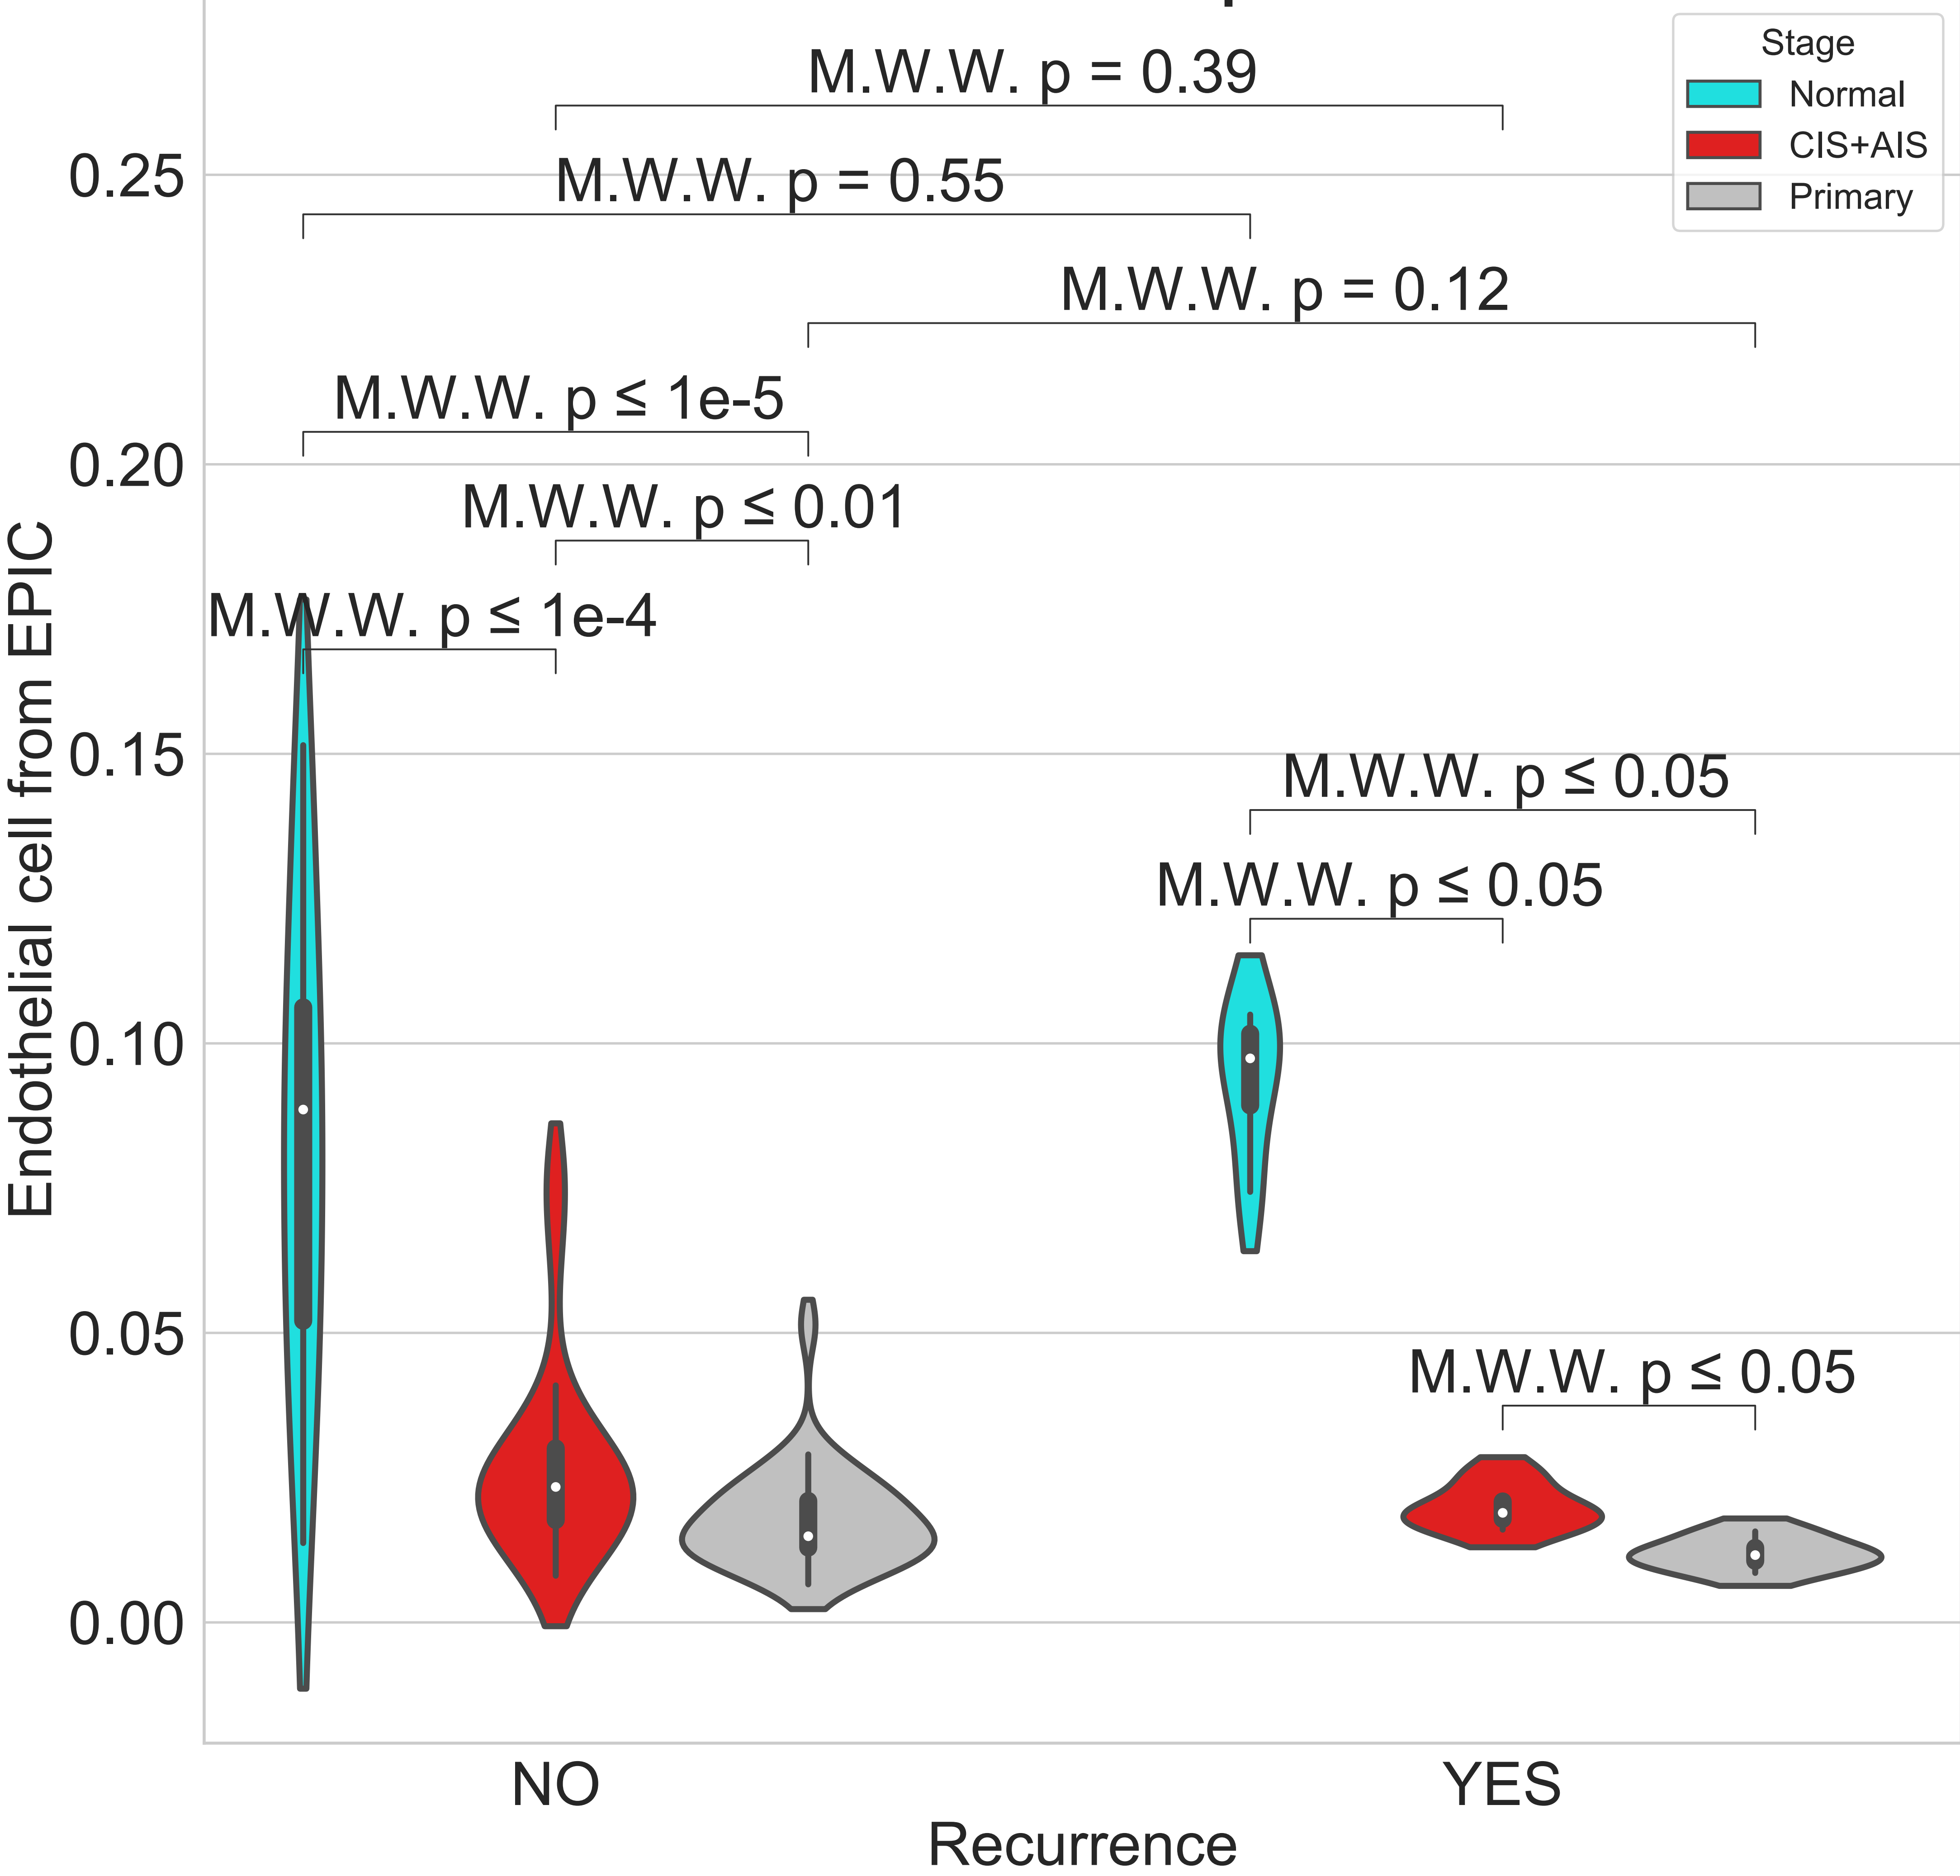 Stage
Normal
CIS+AIS
Primary
M.W.W. p = 0.39
M.W.W. p = 0.55
M.W.W. p = 0.12
M.W.W. p ≤ 1e-5
M.W.W. p ≤ 0.01
M.W.W. p ≤ 1e-4
M.W.W. p ≤ 0.05
M.W.W. p ≤ 0.05
M.W.W. p ≤ 0.05
0.25
0.20
0.15
0.10
0.05
0.00
Endothelial cell from EPIC
NO
YES
Recurrence